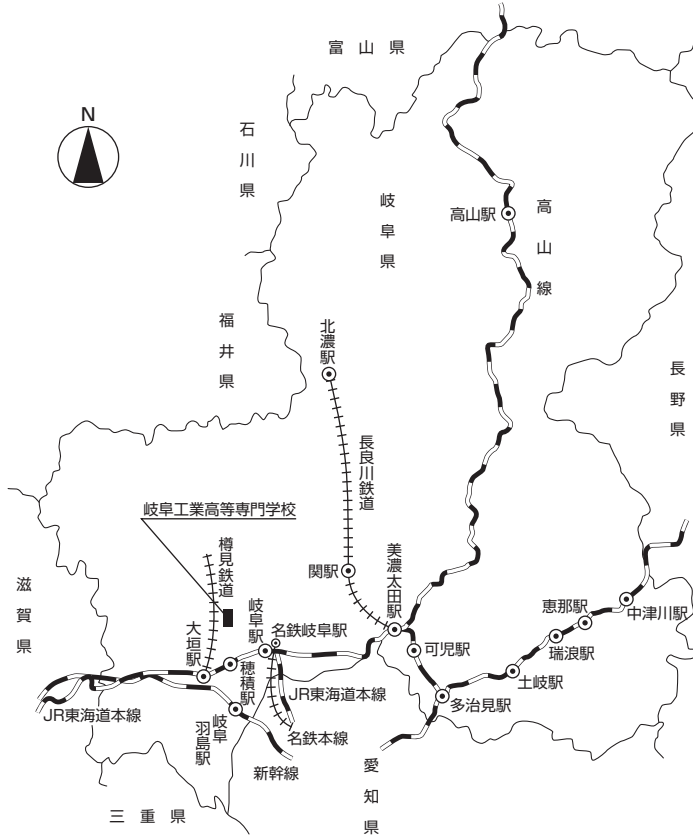 富山県
N
石川県
岐阜県
高山駅
高山線
福井県
北濃駅
長野県
長良川鉄道
岐阜工業高等専門学校
樽見鉄道
美濃太田駅
関駅
滋賀県
岐阜駅
名鉄岐阜駅
大垣駅
穂積駅
恵那駅
中津川駅
可児駅
瑞浪駅
土岐駅
多治見駅
JR東海道本線
JR東海道本線
岐阜
羽島駅
名鉄本線
新幹線
愛知県
三重県